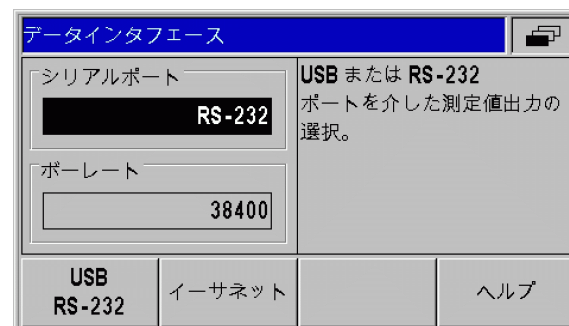 データインタフェース
シリアルポート
RS-232
ボーレート
38400
USB または RS-232
ポートを介した測定値出力の
選択。
USB
RS-232
イーサネット
ヘルプ